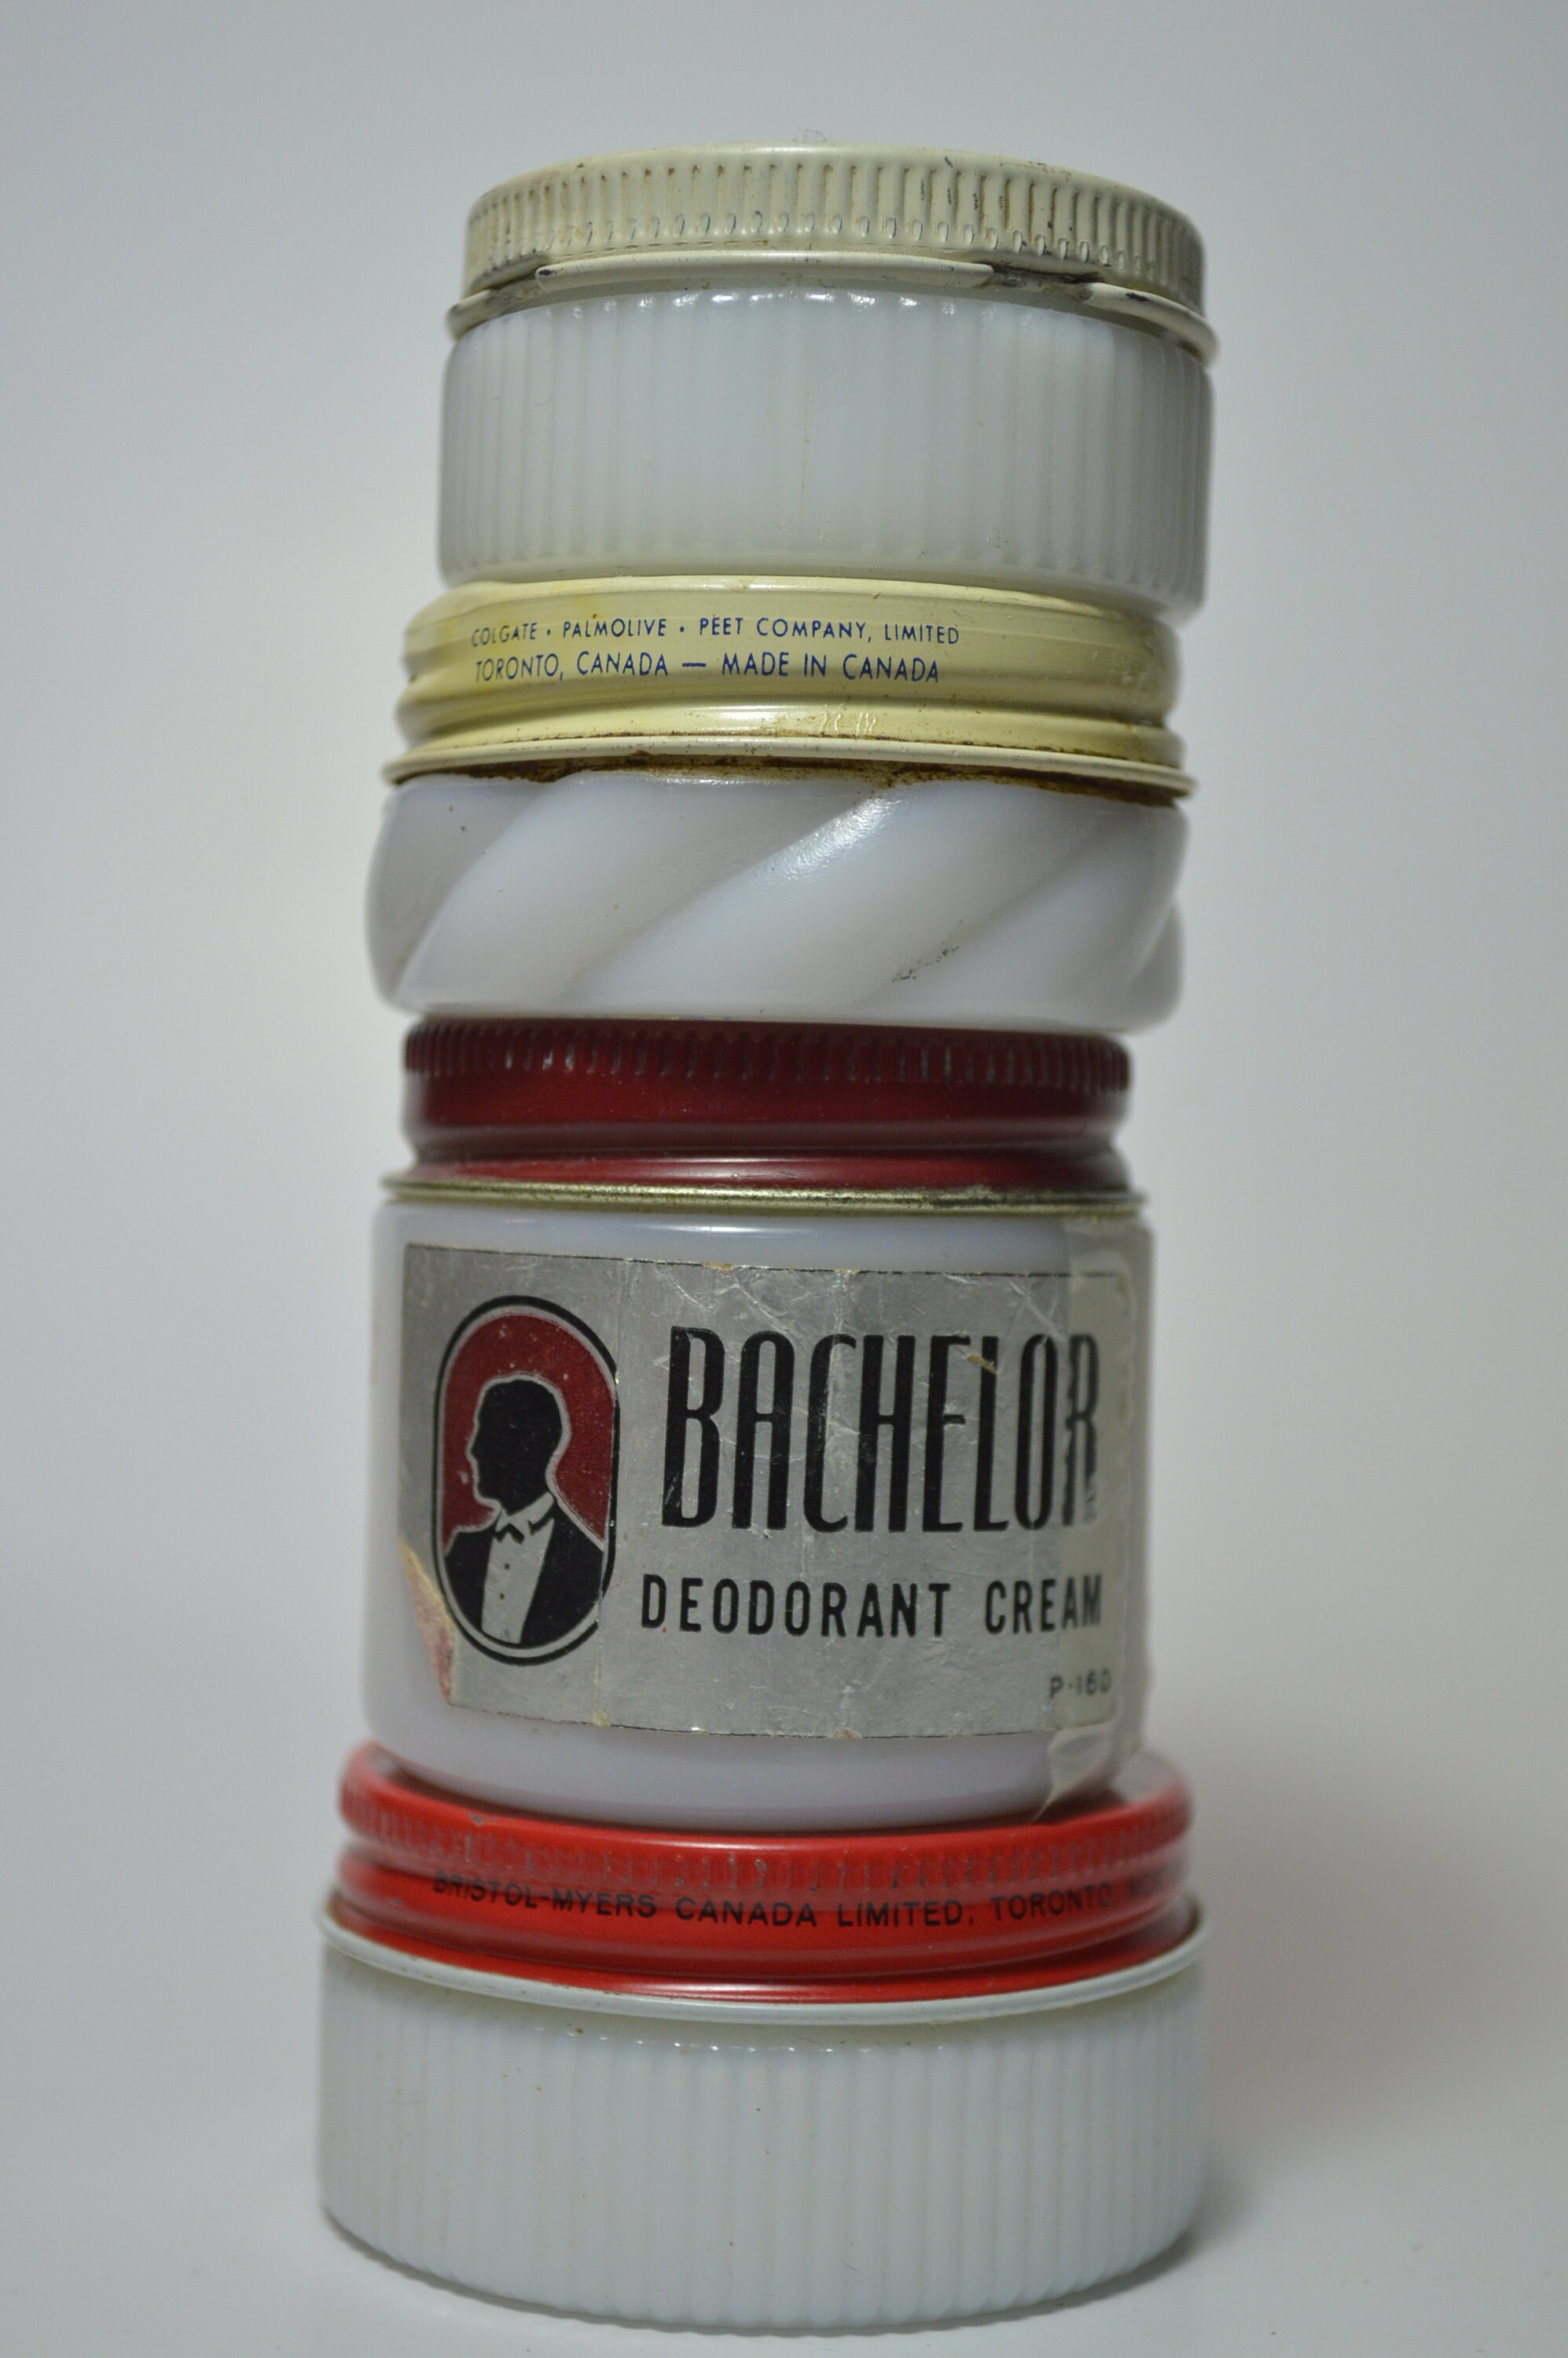 COLGATE • PALMOLIVE • PEET COMPANY, LIMITED
TORONTO, CANADA — MADE IN CANADA
BACHELOR
DEODORANT CREAM
P-160
BRISTOL-MYERS CANADA LIMITED, TORONTO